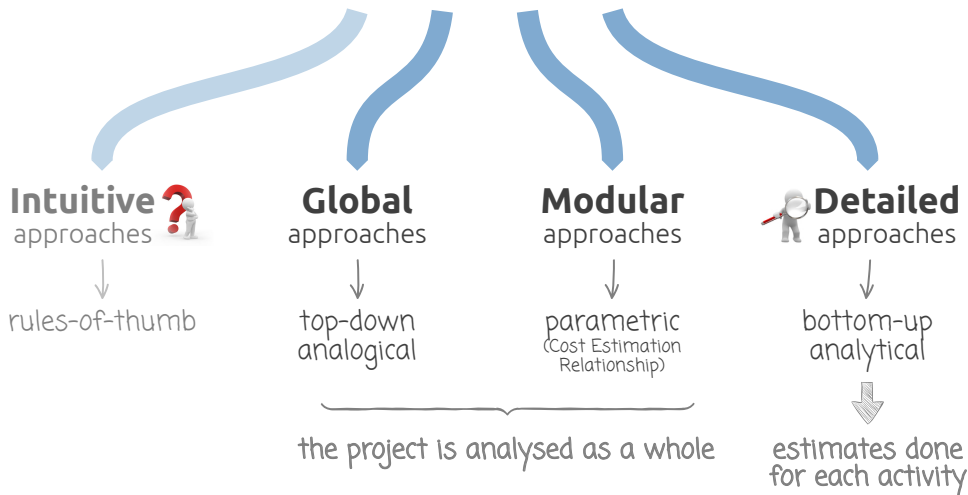 Intuitive
approaches
rules-of-thumb
Global
approaches
top-down
analogical
Modular
approaches
parametric
(Cost Estimation
Relationship)
the project is analysed as a whole
Detailed
approaches
bottom-up
analytical
estimates done
for each activity